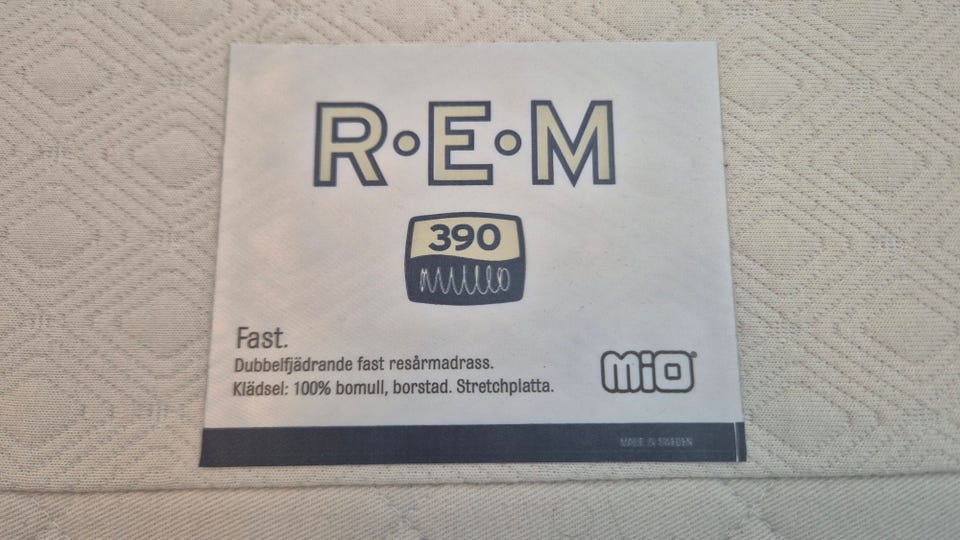 R•E•M
390
Fast.
Dubbelfjädrande fast resårmadrass.
Klädsel: 100% bomull, borstad. Stretchplatta.
MiO
MADE IN SWEDEN